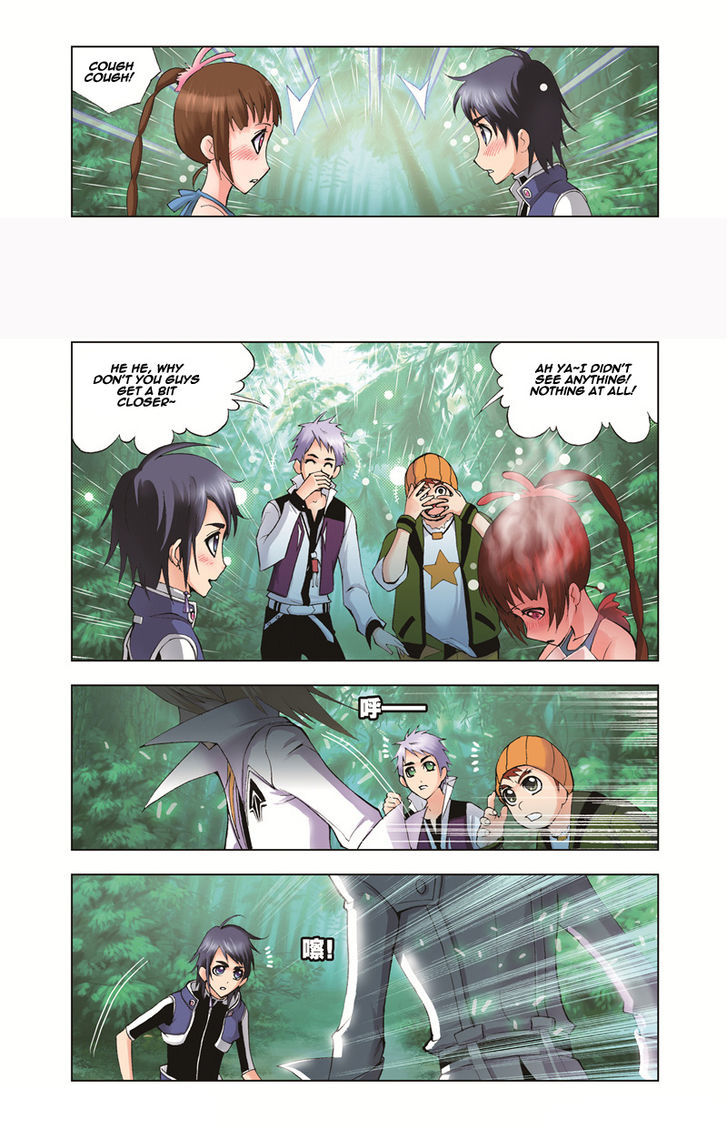 COUGH
COUGH!
HE HE, WHY
DON'T YOU GUYS
GET A BIT
CLOSER~
AH YA~I DIDN'T
SEE ANYTHING!
NOTHING AT ALL!
呼——
嚓!